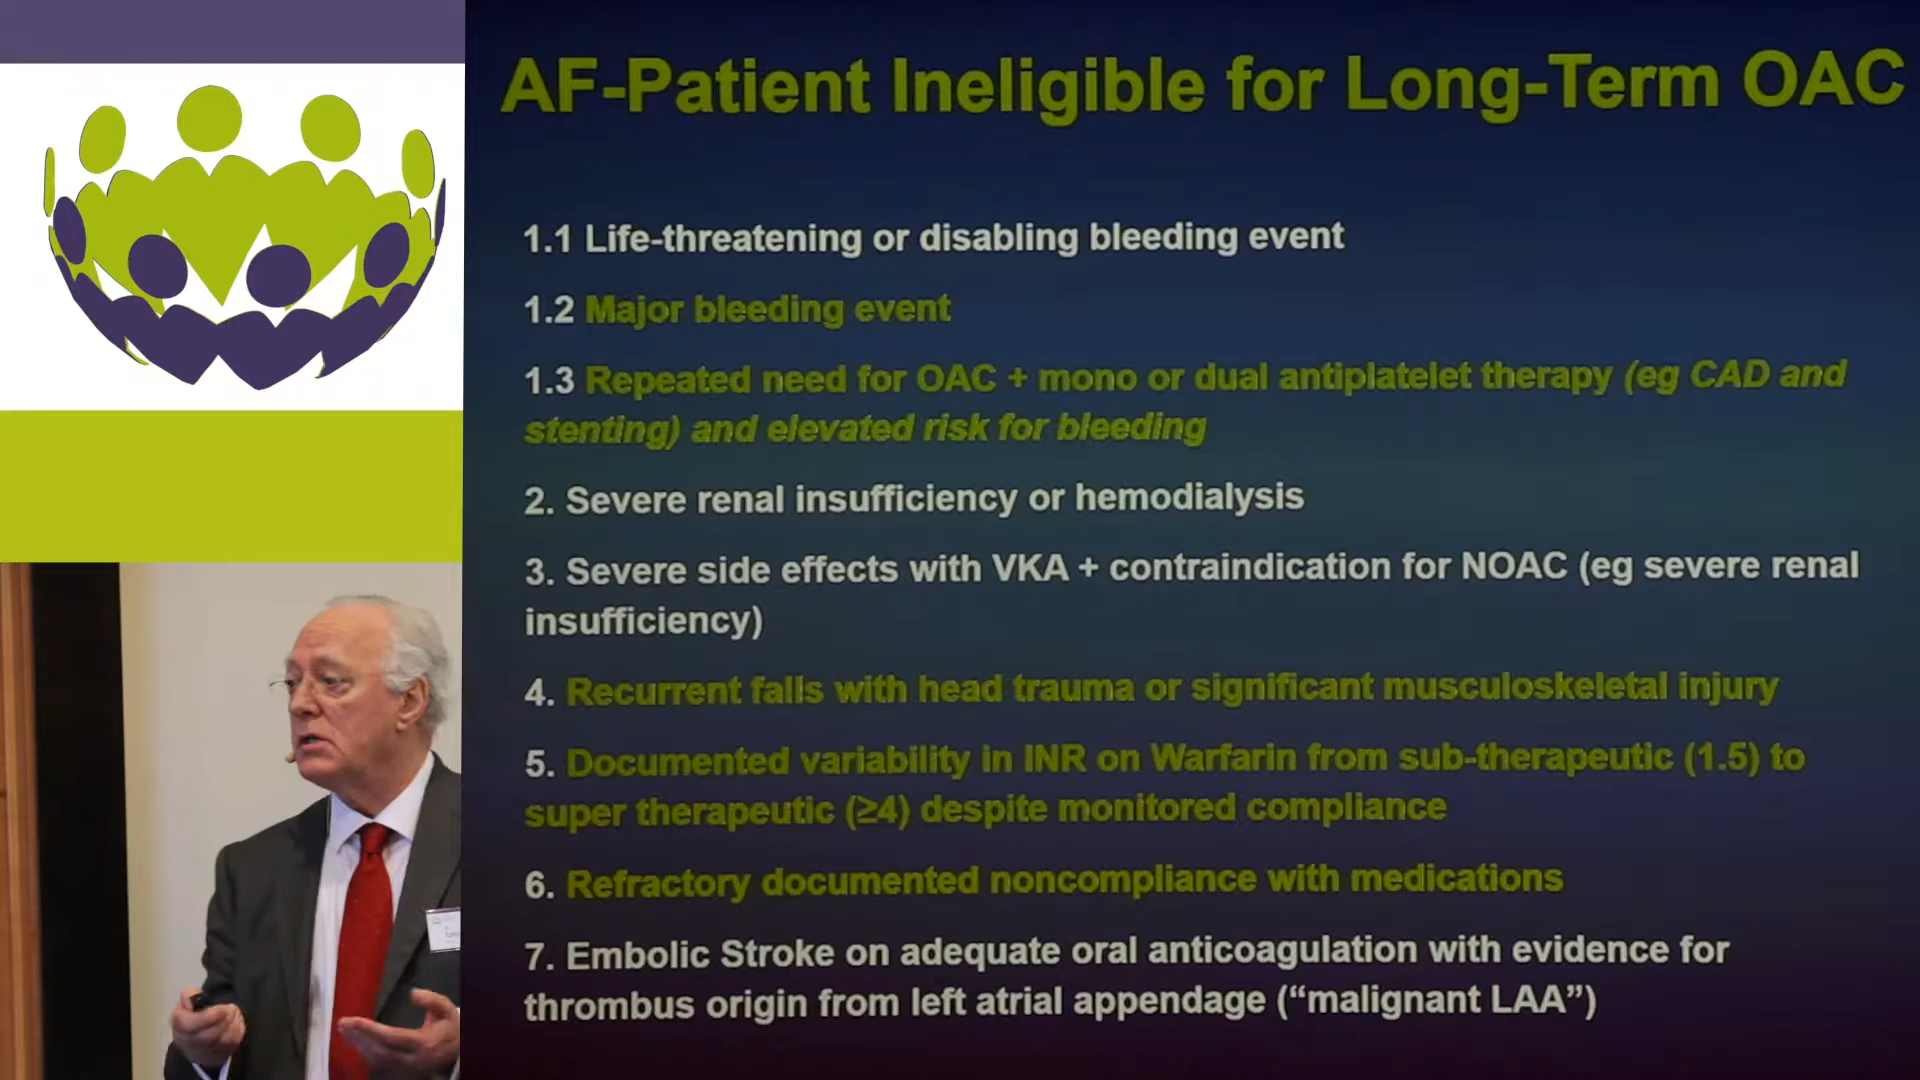 AF-Patient Ineligible for Long-Term OAC
1.1 Life-threatening or disabling bleeding event
1.2 Major bleeding event
1.3 Repeated need for OAC + mono or dual antiplatelet therapy (eg CAD and
stenting) and elevated risk for bleeding
2. Severe renal insufficiency or hemodialysis
3. Severe side effects with VKA + contraindication for NOAC (eg severe renal
insufficiency)
4. Recurrent falls with head trauma or significant musculoskeletal injury
5. Documented variability in INR on Warfarin from sub-therapeutic (1.5) to
super therapeutic (≥4) despite monitored compliance
6. Refractory documented noncompliance with medications
7. Embolic Stroke on adequate oral anticoagulation with evidence for
thrombus origin from left atrial appendage (“malignant LAA”)